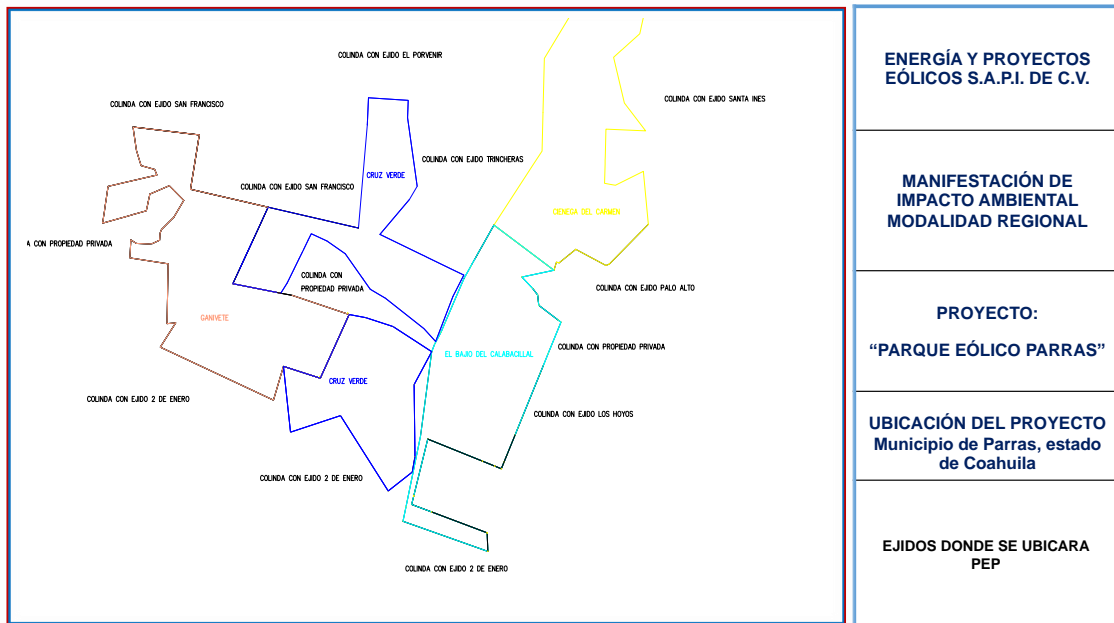 COLINDA CON EJIDO EL PORVENIR
COLINDA CON EJIDO SANTA INES
COLINDA CON EJIDO SAN FRANCISCO
COLINDA CON EJIDO TRINCHERAS
CRUZ VERDE
COLINDA CON EJIDO SAN FRANCISCO
CIENEGA DEL CARMEN
A CON PROPIEDAD PRIVADA
COLINDA CON
PROPIEDAD PRIVADA
COLINDA CON EJIDO PALO ALTO
GANIVETE
COLINDA CON PROPIEDAD PRIVADA
EL BAJIO DEL CALABACILLAL
CRUZ VERDE
COLINDA CON EJIDO 2 DE ENERO
COLINDA CON EJIDO LOS HOYOS
COLINDA CON EJIDO 2 DE ENERO
COLINDA CON EJIDO 2 DE ENERO
ENERGÍA Y PROYECTOS
EÓLICOS S.A.P.I. DE C.V.
MANIFESTACIÓN DE
IMPACTO AMBIENTAL
MODALIDAD REGIONAL
PROYECTO:
“PARQUE EÓLICO PARRAS”
UBICACIÓN DEL PROYECTO
Municipio de Parras, estado
de Coahuila
EJIDOS DONDE SE UBICARA
PEP